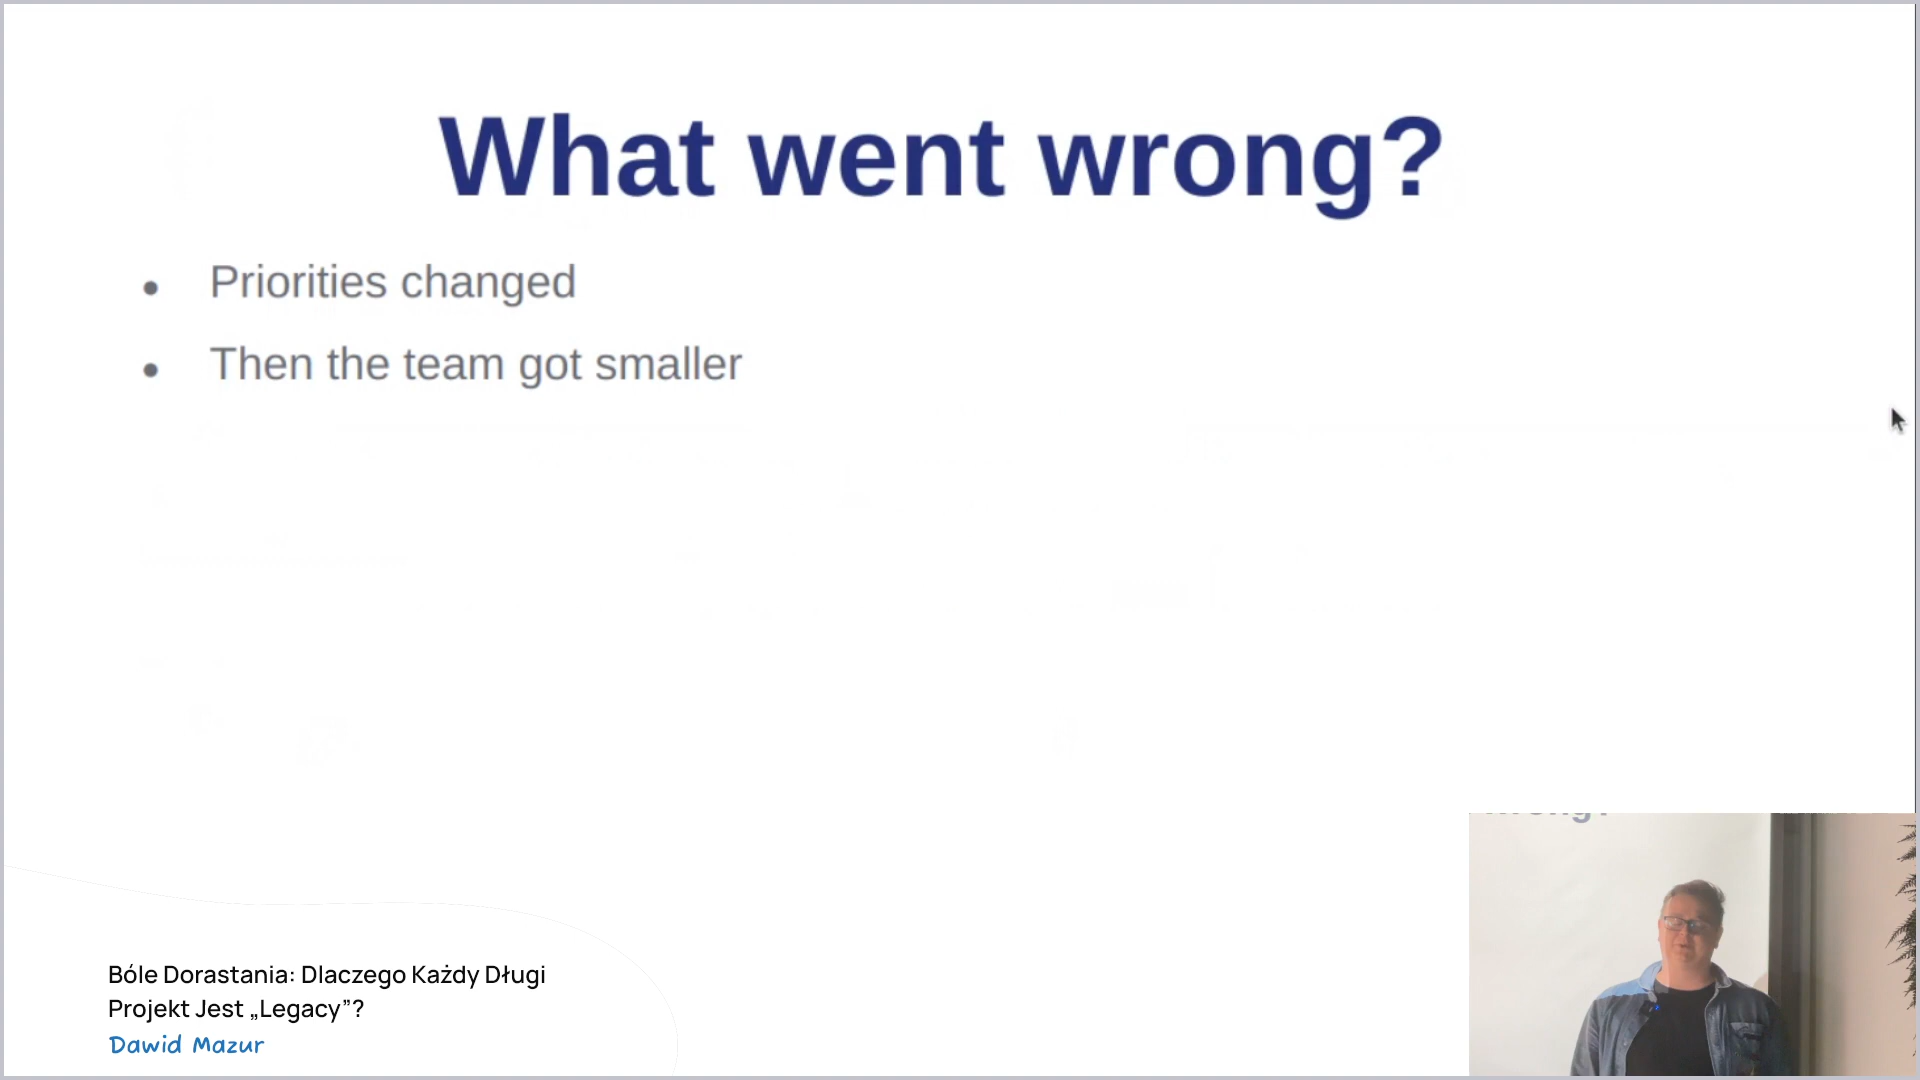 What went wrong?
● Priorities changed
● Then the team got smaller
Bóle Dorastania: Dlaczego Każdy Długi
Projekt Jest „Legacy”?
Dawid Mazur